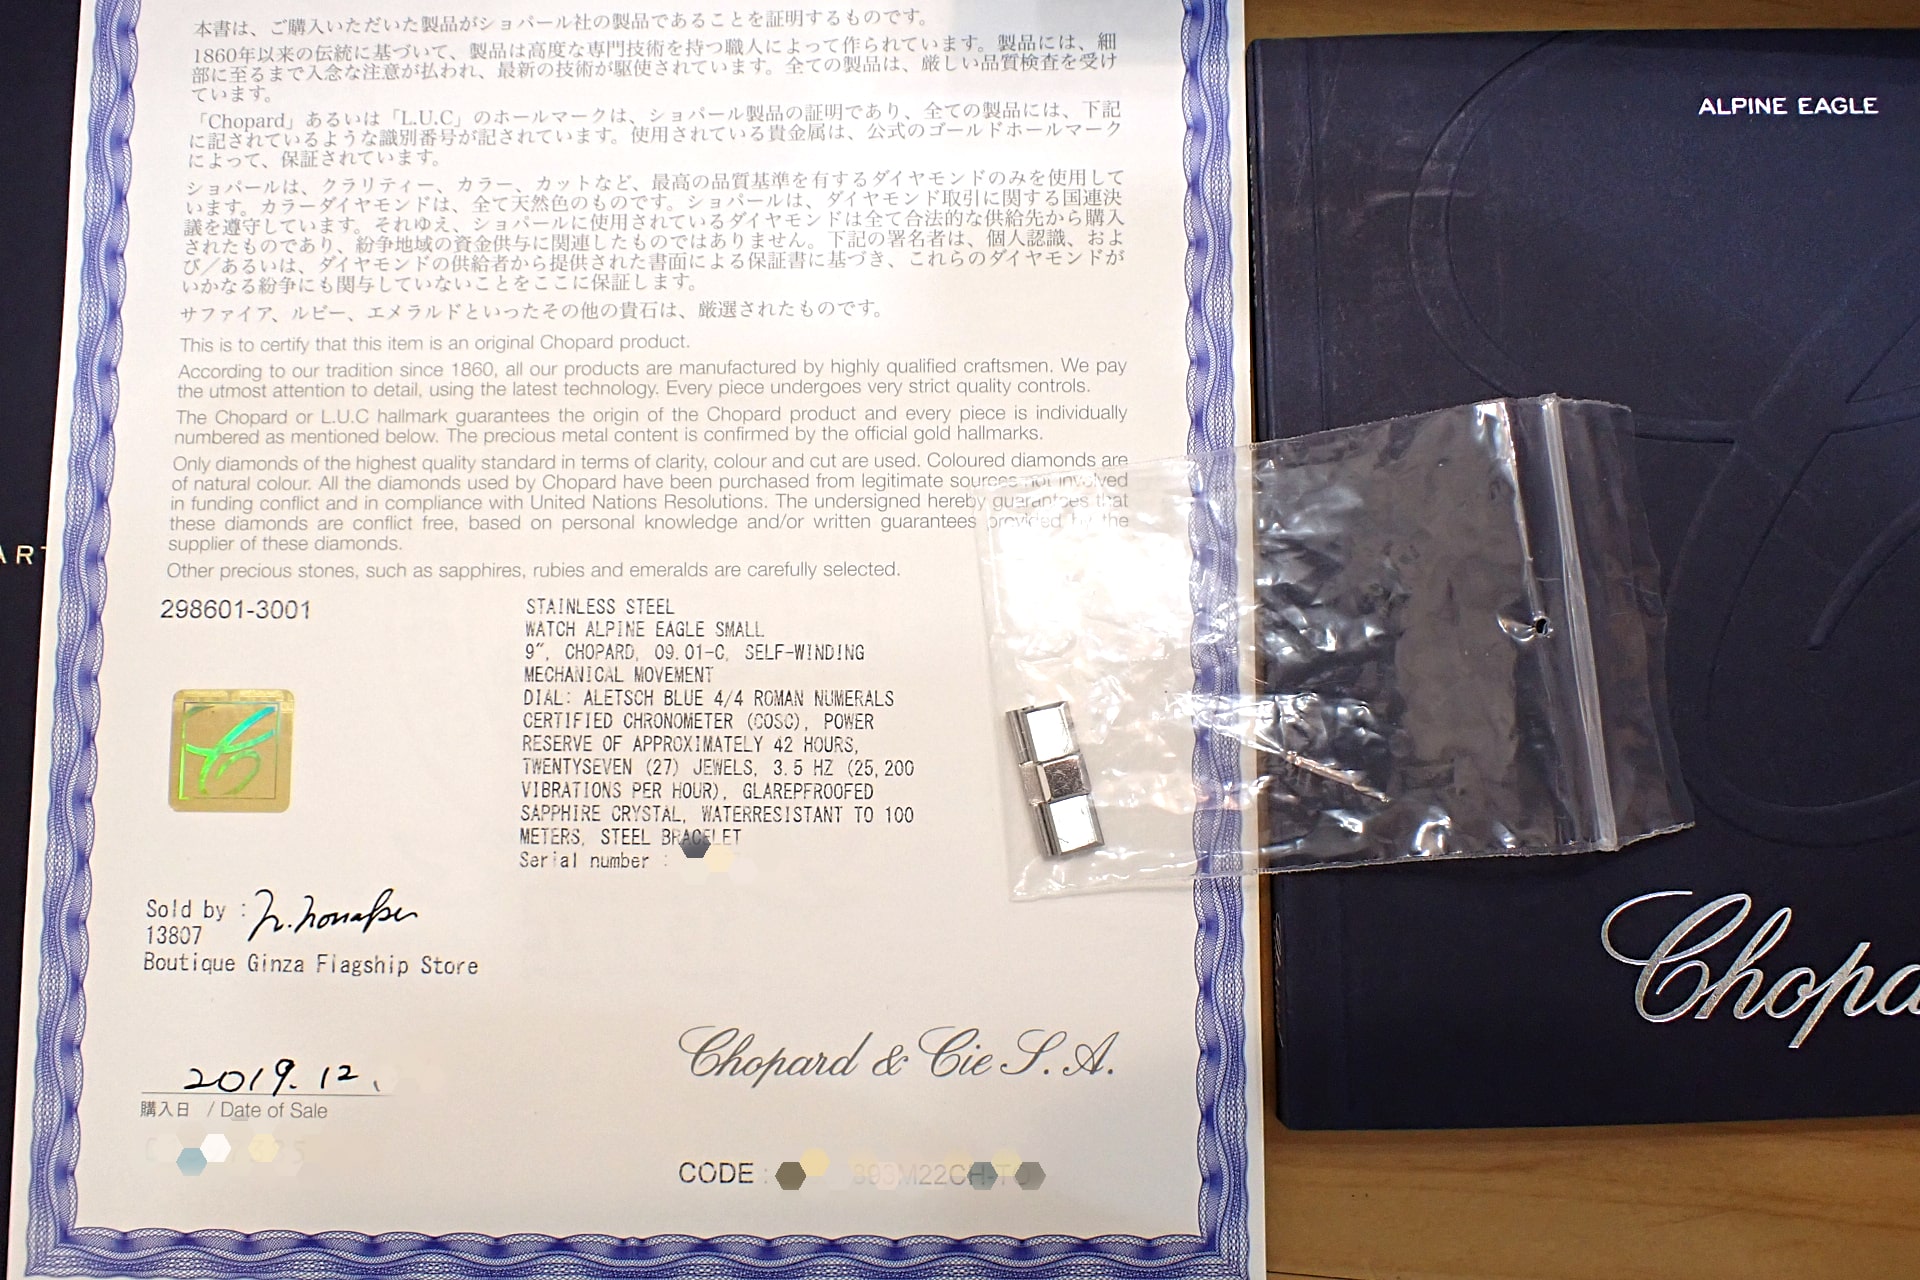 本書は、ご購入いただいた製品がショパール社の製品であることを証明するものです。
1860年以来の伝統に基づいて、製品は高度な専門技術を持つ職人によって作られています。製品には、細
部に至るまで入念な注意が払われ、最新の技術が駆使されています。全ての製品は、厳しい品質検査を受け
ています。
「Chopard」あるいは「L.U.C」のホールマークは、ショパール製品の証明であり、全ての製品には、下記
に記されているような識別番号が記されています。使用されている貴金属は、公式のゴールドホールマーク
によって、保証されています。
ショパールは、クラリティー、カラー、カットなど、最高の品質基準を有するダイヤモンドのみを使用して
います。カラーダイヤモンドは、全て天然色のものです。ショパールは、ダイヤモンド取引に関する国連決
議を遵守しています。それゆえ、ショパールに使用されているダイヤモンドは全て合法的な供給先から購入
されたものであり、紛争地域の資金供与に関連したものではありません。下記の署名者は、個人認識、およ
び／あるいは、ダイヤモンドの供給者から提供された書面による保証書に基づき、これらのダイヤモンドが
いかなる紛争にも関与していないことをここに保証します。
サファイア、ルビー、エメラルドといったその他の貴石は、厳選されたものです。
This is to certify that this item is an original Chopard product.
According to our tradition since 1860, all our products are manufactured by highly qualified craftsmen. We pay
the utmost attention to detail, using the latest technology. Every piece undergoes very strict quality controls.
The Chopard or L.U.C hallmark guarantees the origin of the Chopard product and every piece is individually
numbered as mentioned below. The precious metal content is confirmed by the official gold hallmarks.
Only diamonds of the highest quality standard in terms of clarity, colour and cut are used. Coloured diamonds are
of natural colour. All the diamonds used by Chopard have been purchased from legitimate sources not involved
in funding conflict and in compliance with United Nations Resolutions. The undersigned hereby guarantees that
these diamonds are conflict free, based on personal knowledge and/or written guarantees provided by the
supplier of these diamonds.
Other precious stones, such as sapphires, rubies and emeralds are carefully selected.
298601-3001
STAINLESS STEEL
WATCH ALPINE EAGLE SMALL
9”, CHOPARD, 09.01-C, SELF-WINDING
MECHANICAL MOVEMENT
DIAL: ALETSCH BLUE 4/4 ROMAN NUMERALS
CERTIFIED CHRONOMETER (COSC), POWER
RESERVE OF APPROXIMATELY 42 HOURS,
TWENTYSEVEN (27) JEWELS, 3.5 HZ (25,200
VIBRATIONS PER HOUR), GLAREPFROOFED
SAPPHIRE CRYSTAL, WATERRESISTANT TO 100
METERS, STEEL BRACELET
Serial number :
Sold by :
13807
Boutique Ginza Flagship Store
2019.12.
購入日 / Date of Sale
Chopard & Cie S.A.
CODE : 893M22CH-TO
ALPINE EAGLE
Chopa
ART